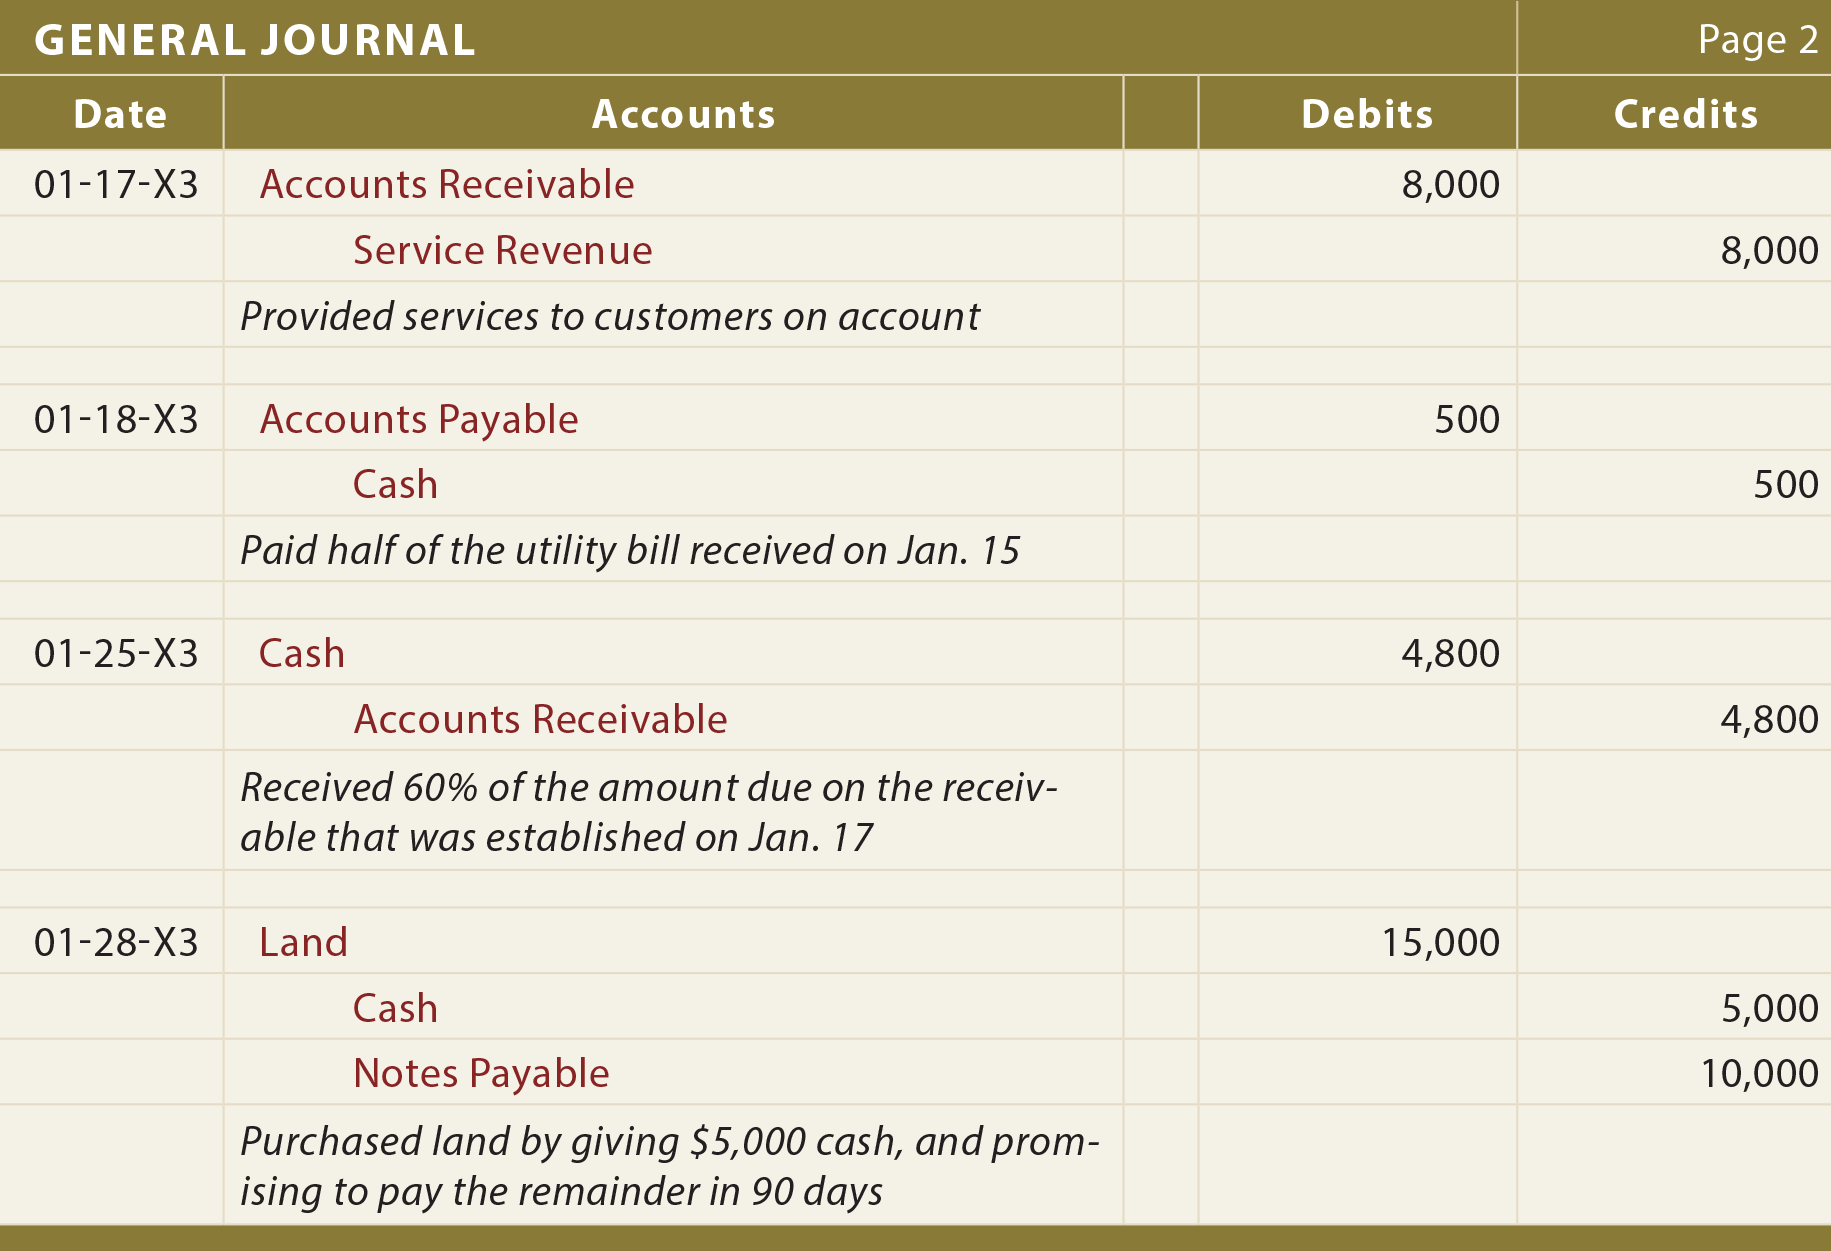 GENERAL JOURNAL Page 2
Date Accounts Debits Credits
01-17-X3 Accounts Receivable 8,000
Service Revenue 8,000
Provided services to customers on account
01-18-X3 Accounts Payable 500
Cash 500
Paid half of the utility bill received on Jan. 15
01-25-X3 Cash 4,800
Accounts Receivable 4,800
Received 60% of the amount due on the receiv-
able that was established on Jan. 17
01-28-X3 Land 15,000
Cash 5,000
Notes Payable 10,000
Purchased land by giving $5,000 cash, and prom-
ising to pay the remainder in 90 days